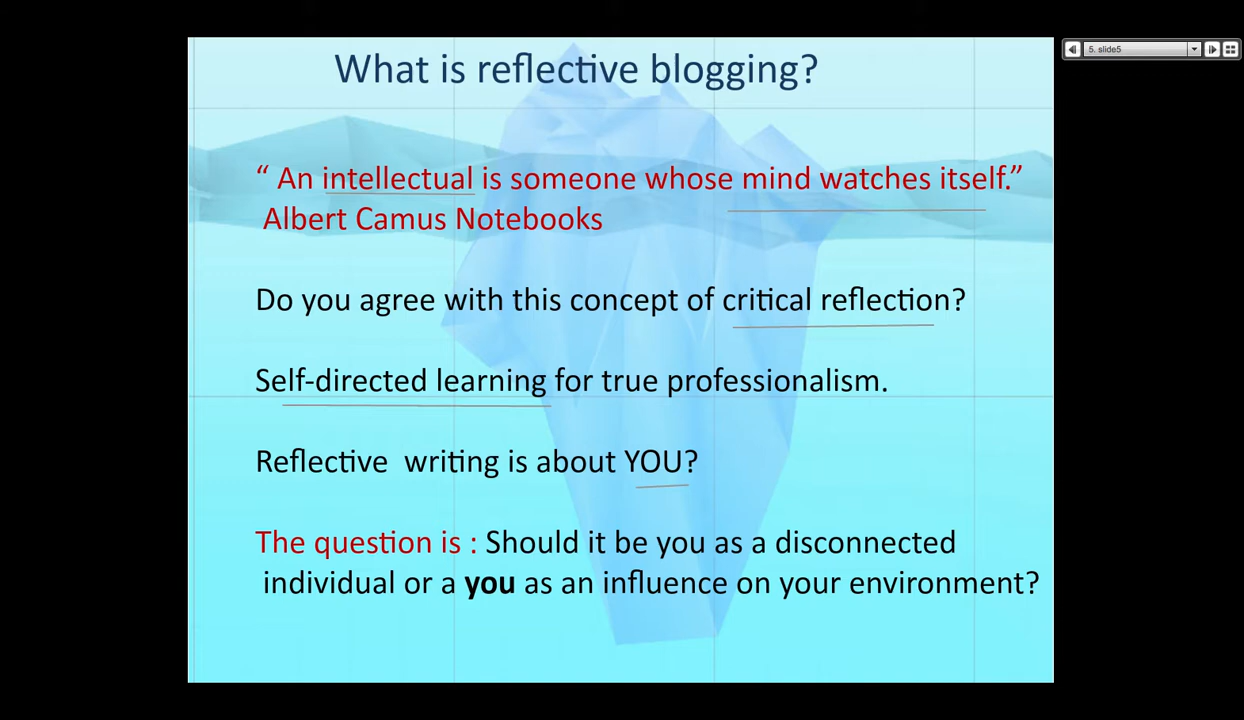 What is reflective blogging?
5. slide5
“ An intellectual is someone whose mind watches itself.”
Albert Camus Notebooks
Do you agree with this concept of critical reflection?
Self-directed learning for true professionalism.
Reflective writing is about YOU?
The question is : Should it be you as a disconnected
individual or a you as an influence on your environment?